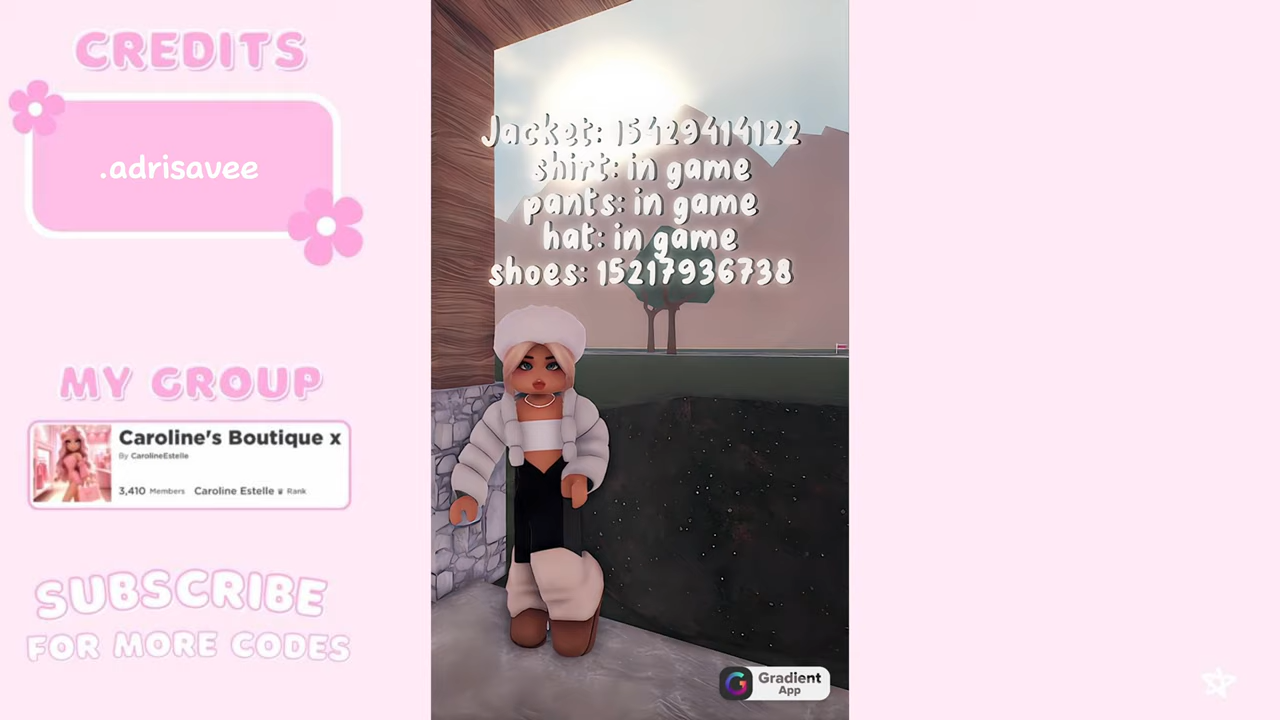 CREDITS
.adrisavee
MY GROUP
Caroline's Boutique x
By CarolineEstelle
3,410 Members Caroline Estelle Rank
SUBSCRIBE
FOR MORE CODES
Jacket: 15429414122
shirt: in game
pants: in game
hat: in game
shoes: 15217936738
Gradient
App